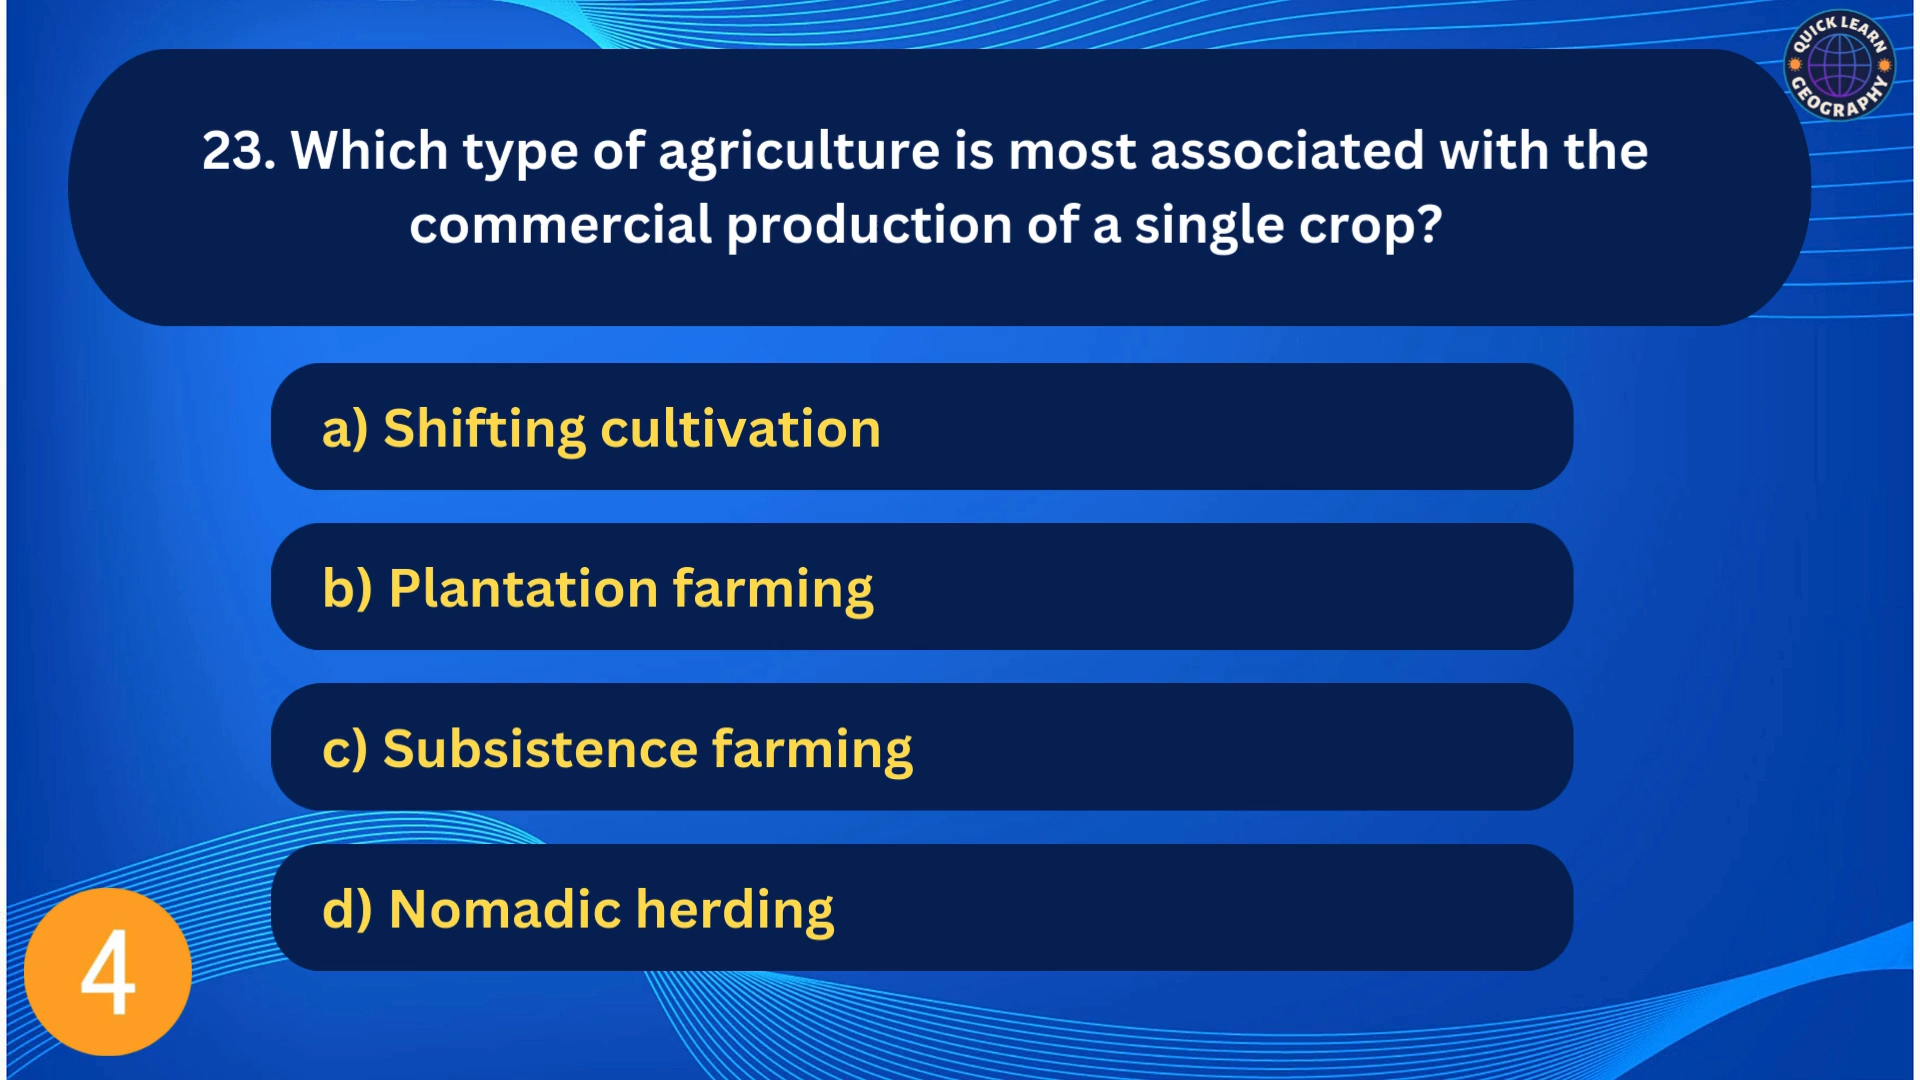 QUICK LEARN
GEOGRAPHY
23. Which type of agriculture is most associated with the
commercial production of a single crop?
a) Shifting cultivation
b) Plantation farming
c) Subsistence farming
d) Nomadic herding
4